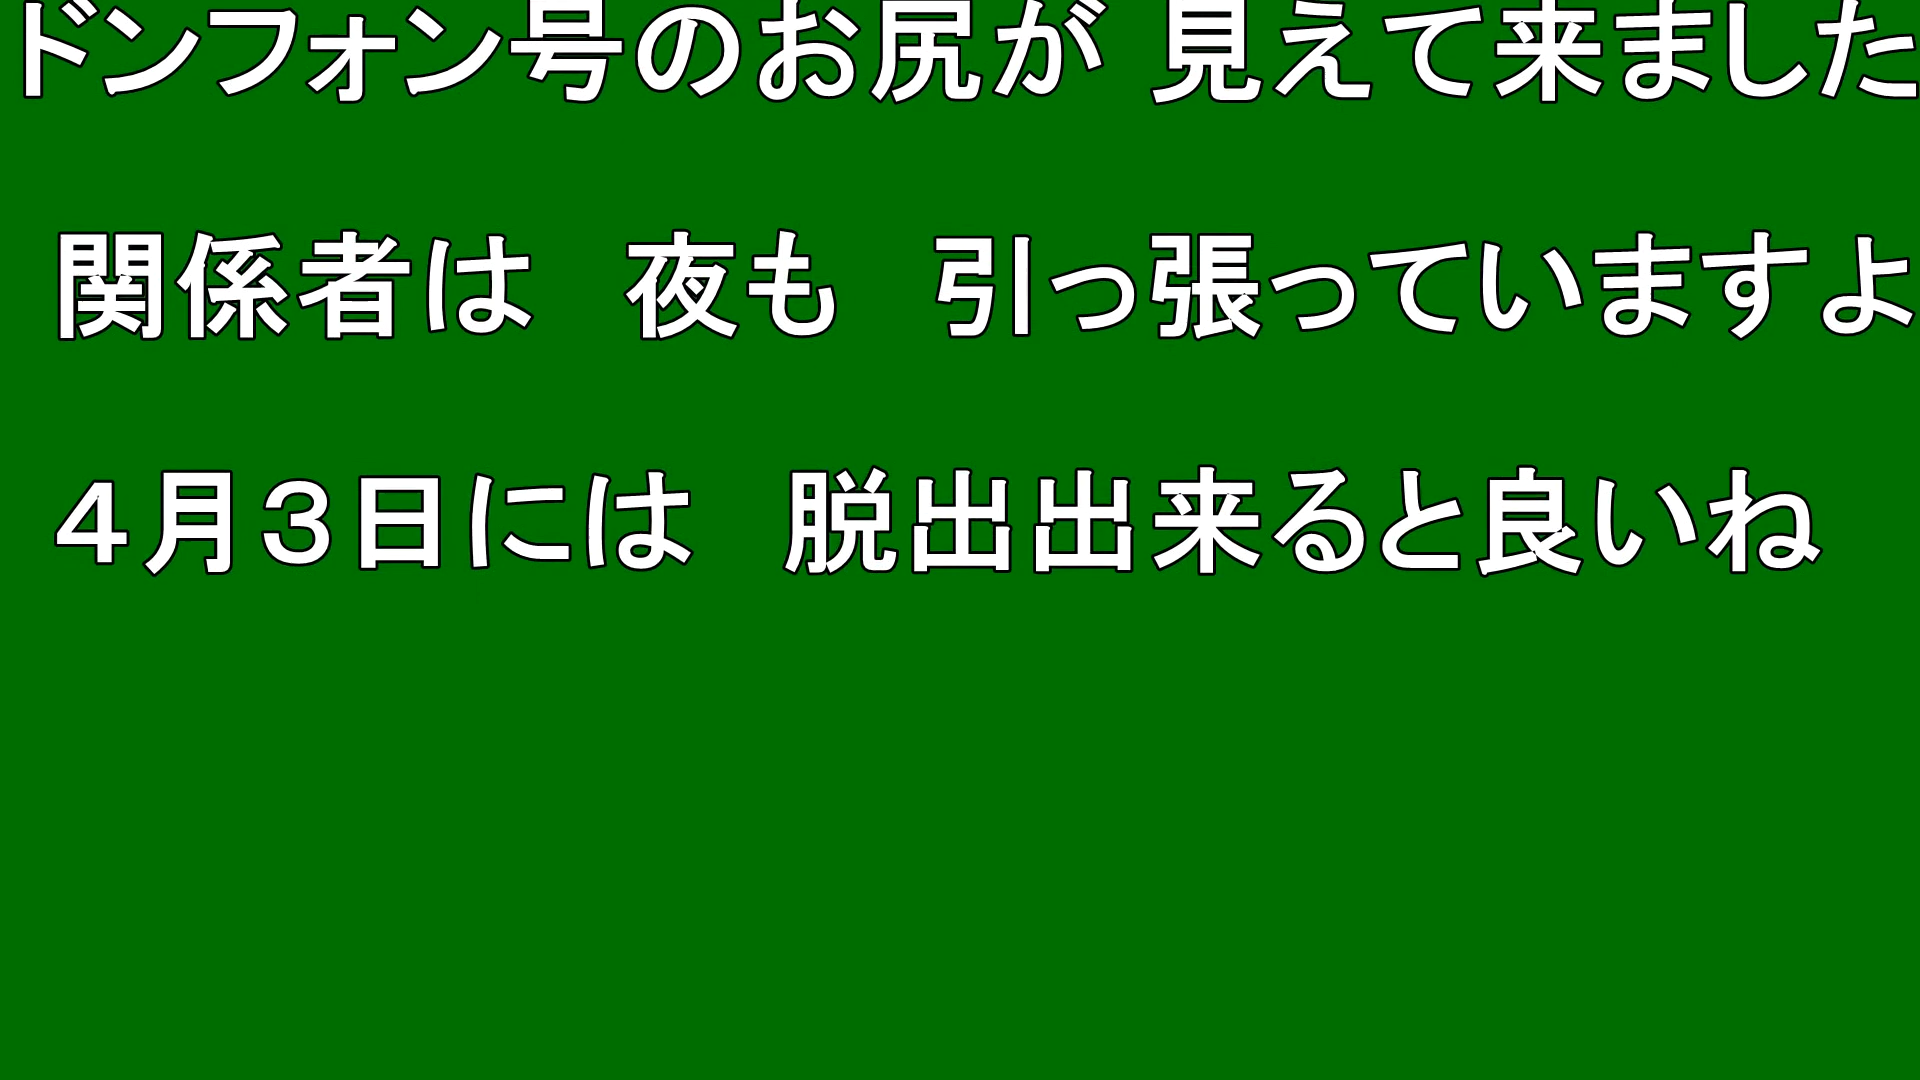 ドンフォン号のお尻が 見えて来ました
関係者は　夜も　引っ張っていますよ
４月３日には　脱出出来ると良いね